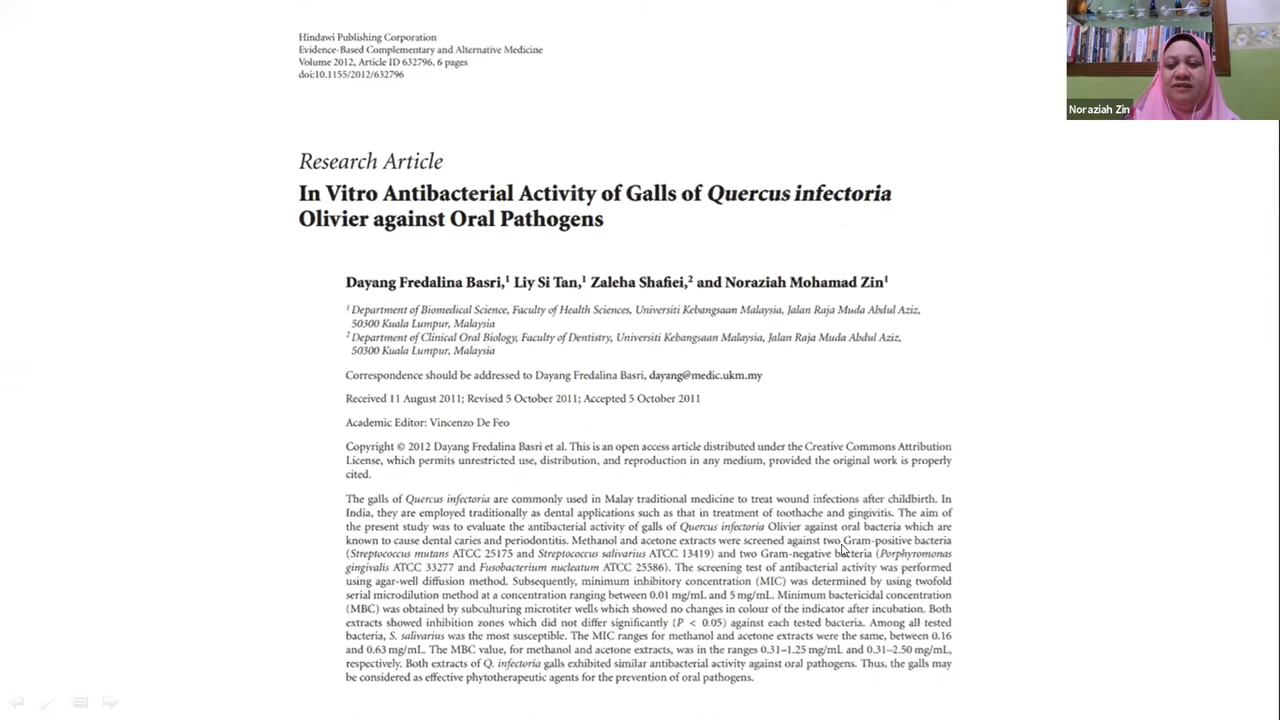 Hindawi Publishing Corporation
Evidence-Based Complementary and Alternative Medicine
Volume 2012, Article ID 632796, 6 pages
doi:10.1155/2012/632796
Noraziah Zin
Research Article
In Vitro Antibacterial Activity of Galls of Quercus infectoria
Olivier against Oral Pathogens
Dayang Fredalina Basri,¹ Liy Si Tan,¹ Zaleha Shafiei,² and Noraziah Mohamad Zin¹
¹ Department of Biomedical Science, Faculty of Health Sciences, Universiti Kebangsaan Malaysia, Jalan Raja Muda Abdul Aziz,
50300 Kuala Lumpur, Malaysia
² Department of Clinical Oral Biology, Faculty of Dentistry, Universiti Kebangsaan Malaysia, Jalan Raja Muda Abdul Aziz,
50300 Kuala Lumpur, Malaysia
Correspondence should be addressed to Dayang Fredalina Basri, dayang@medic.ukm.my
Received 11 August 2011; Revised 5 October 2011; Accepted 5 October 2011
Academic Editor: Vincenzo De Feo
Copyright © 2012 Dayang Fredalina Basri et al. This is an open access article distributed under the Creative Commons Attribution
License, which permits unrestricted use, distribution, and reproduction in any medium, provided the original work is properly
cited.
The galls of Quercus infectoria are commonly used in Malay traditional medicine to treat wound infections after childbirth. In
India, they are employed traditionally as dental applications such as that in treatment of toothache and gingivitis. The aim of
the present study was to evaluate the antibacterial activity of galls of Quercus infectoria Olivier against oral bacteria which are
known to cause dental caries and periodontitis. Methanol and acetone extracts were screened against two Gram-positive bacteria
(Streptococcus mutans ATCC 25175 and Streptococcus salivarius ATCC 13419) and two Gram-negative bacteria (Porphyromonas
gingivalis ATCC 33277 and Fusobacterium nucleatum ATCC 25586). The screening test of antibacterial activity was performed
using agar-well diffusion method. Subsequently, minimum inhibitory concentration (MIC) was determined by using twofold
serial microdilution method at a concentration ranging between 0.01 mg/mL and 5 mg/mL. Minimum bactericidal concentration
(MBC) was obtained by subculturing microtiter wells which showed no changes in colour of the indicator after incubation. Both
extracts showed inhibition zones which did not differ significantly (P < 0.05) against each tested bacteria. Among all tested
bacteria, S. salivarius was the most susceptible. The MIC ranges for methanol and acetone extracts were the same, between 0.16
and 0.63 mg/mL. The MBC value, for methanol and acetone extracts, was in the ranges 0.31–1.25 mg/mL and 0.31–2.50 mg/mL,
respectively. Both extracts of Q. infectoria galls exhibited similar antibacterial activity against oral pathogens. Thus, the galls may
be considered as effective phytotherapeutic agents for the prevention of oral pathogens.